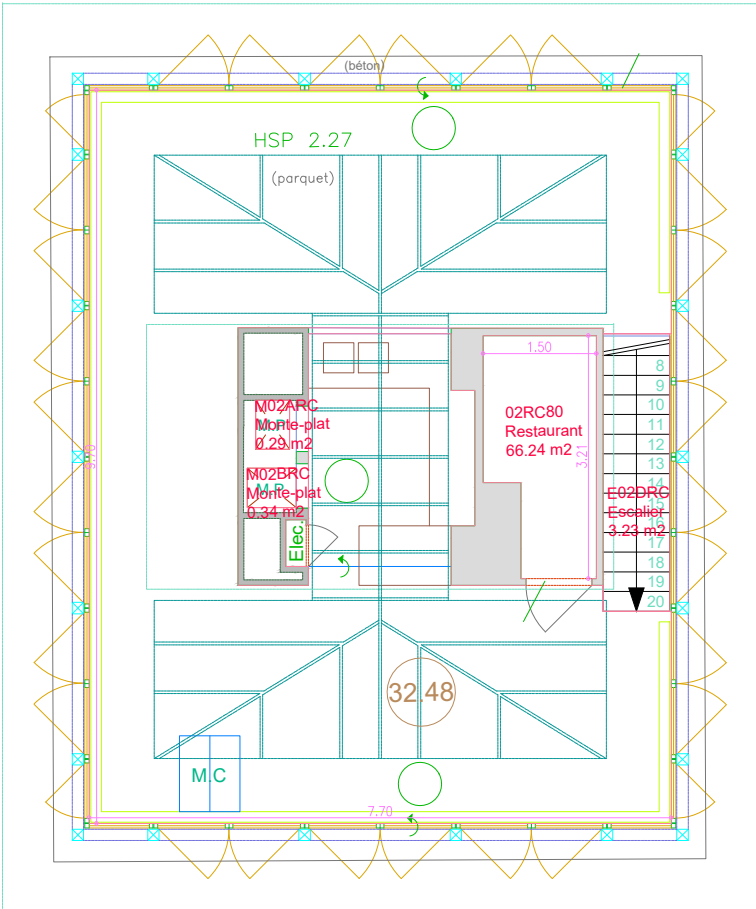 (béton)
HSP 2.27
(parquet)
1.50
8
9
10
11
12
13
14
15
16
17
18
19
20
M02ARC
Monte-plat
0.29 m2
M.P
02RC80
Restaurant
66.24 m2
3.21
9.70
M02BRC
Monte-plat
0.34 m2
M.P
E02DRC
Escalier
3.23 m2
Elec.
32.48
M.C
7.70